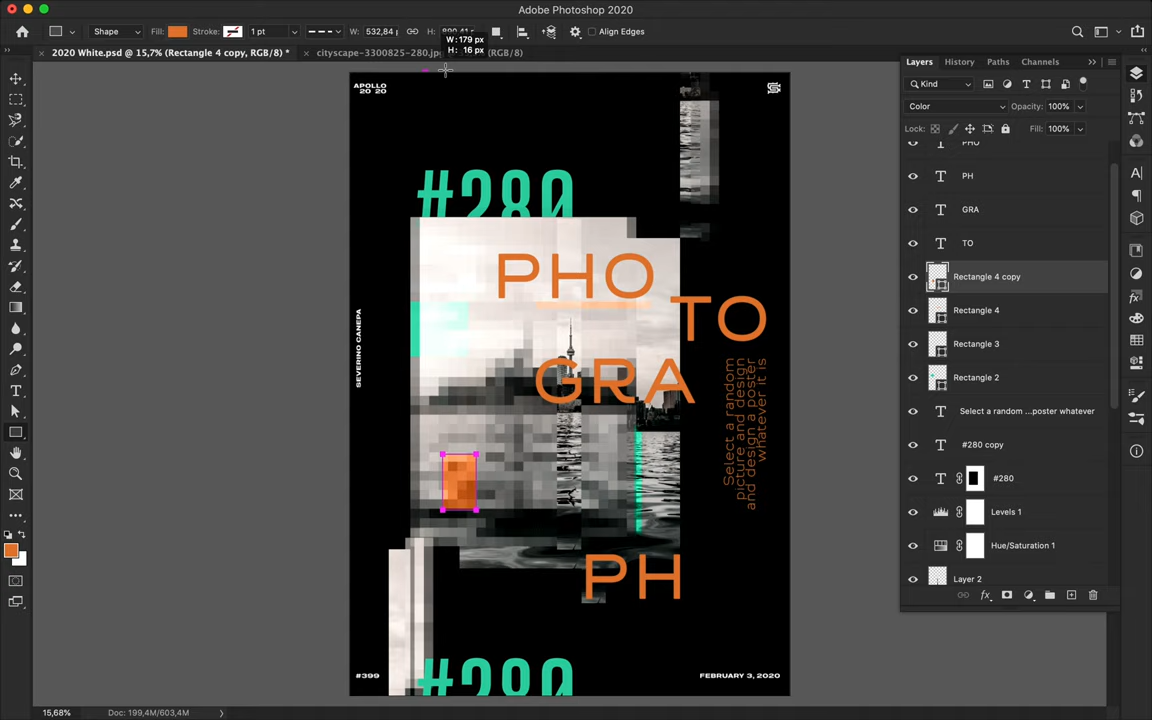 Adobe Photoshop 2020
Shape
Fill:
Stroke:
1 pt
W: 532,84
W: 179 px
H: 16 px
Align Edges
2020 White.psd @ 15,7% (Rectangle 4 copy, RGB/8) *
cityscape-3300825-280.jpg
RGB/8)
Layers
History
Paths
Channels
Kind
Color
Opacity: 100%
Lock:
Fill: 100%
PHO
PH
GRA
TO
Rectangle 4 copy
Rectangle 4
Rectangle 3
Rectangle 2
Select a random ...poster whatever
#280 copy
#280
Levels 1
Hue/Saturation 1
Layer 2
APOLLO
20 20
#280
PHO
TO
GRA
PH
SEVERINO CANEPA
Select a random
picture and design
and design a poster
whatever it is
#280
#399
FEBRUARY 3, 2020
15,68%
Doc: 199,4M/603,4M